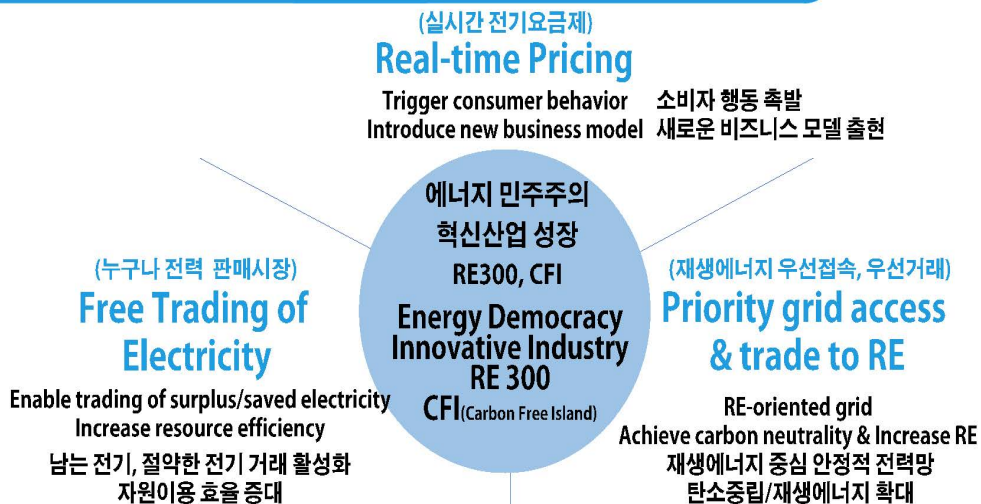 (실시간 전기요금제)
Real-time Pricing
Trigger consumer behavior 소비자 행동 촉발
Introduce new business model 새로운 비즈니스 모델 출현
에너지 민주주의
혁신산업 성장
RE300, CFI
Energy Democracy
Innovative Industry
RE 300
CFI(Carbon Free Island)
(누구나 전력 판매시장)
Free Trading of
Electricity
Enable trading of surplus/saved electricity
Increase resource efficiency
남는 전기, 절약한 전기 거래 활성화
자원이용 효율 증대
(재생에너지 우선접속, 우선거래)
Priority grid access
& trade to RE
RE-oriented grid
Achieve carbon neutrality & Increase RE
재생에너지 중심 안정적 전력망
탄소중립/재생에너지 확대